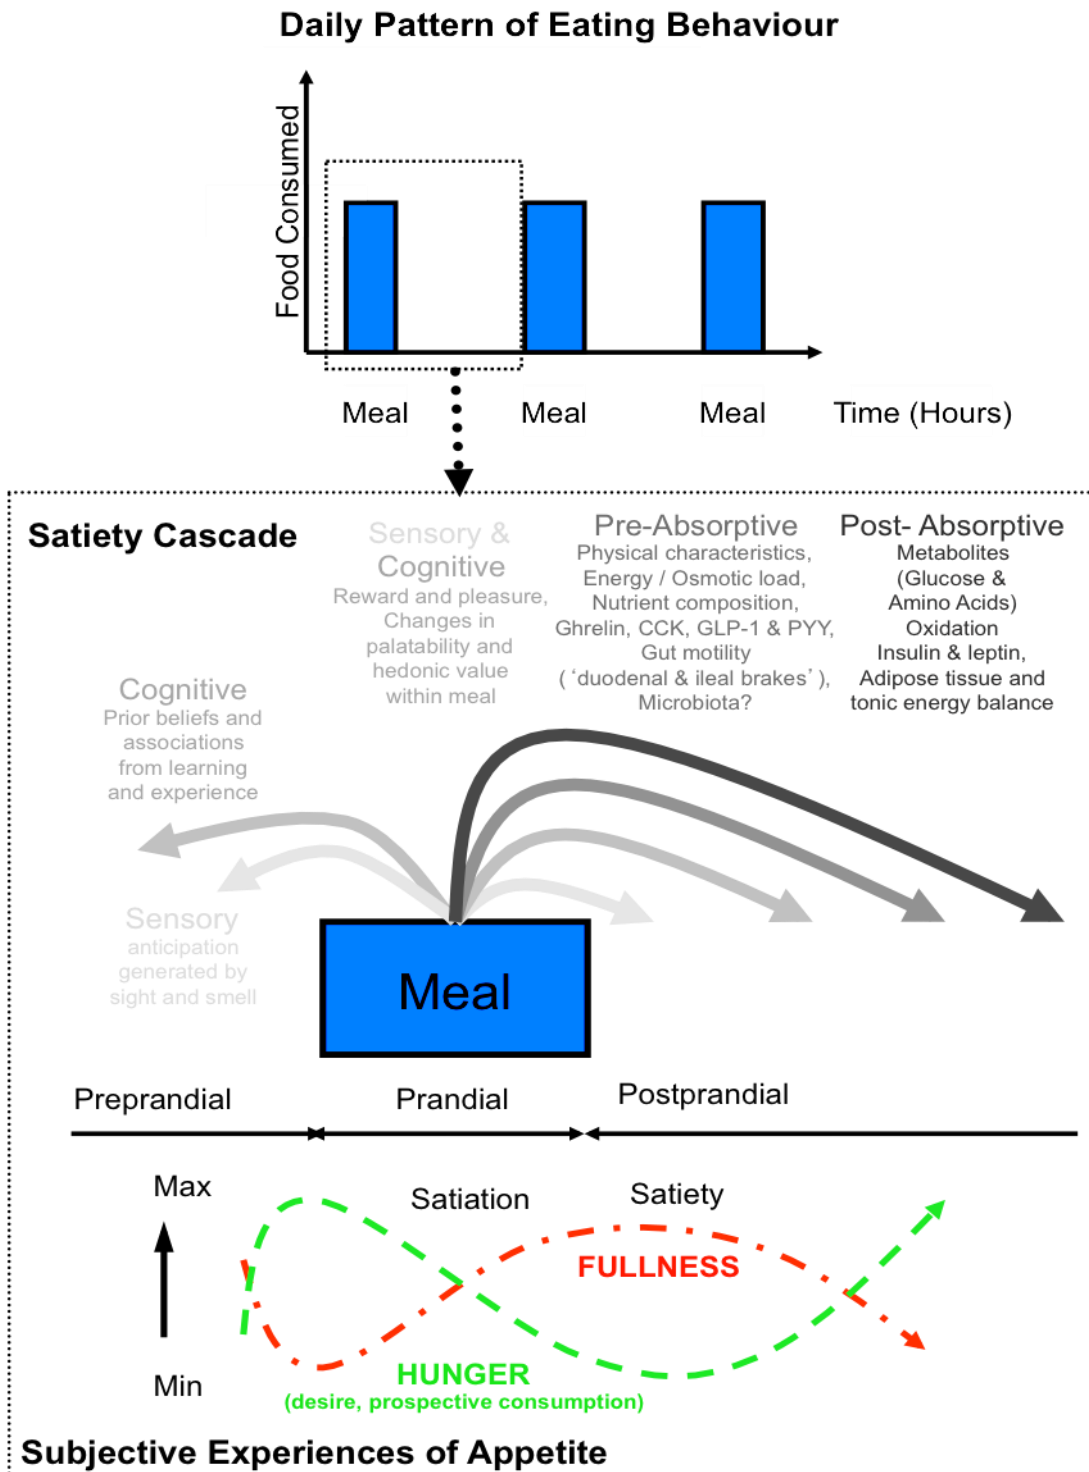 Daily Pattern of Eating Behaviour
Food Consumed
Meal
Meal
Meal
Time (Hours)
Satiety Cascade
Sensory &
Cognitive
Reward and pleasure,
Changes in
palatability and
hedonic value
within meal
Pre-Absorptive
Physical characteristics,
Energy / Osmotic load,
Nutrient composition,
Ghrelin, CCK, GLP-1 & PYY,
Gut motility
( ‘duodenal & ileal brakes’ ),
Microbiota?
Post- Absorptive
Metabolites
(Glucose &
Amino Acids)
Oxidation
Insulin & leptin,
Adipose tissue and
tonic energy balance
Cognitive
Prior beliefs and
associations
from learning
and experience
Sensory
anticipation
generated by
sight and smell
Meal
Preprandial
Prandial
Postprandial
Max
Min
Satiation
Satiety
FULLNESS
HUNGER
(desire, prospective consumption)
Subjective Experiences of Appetite